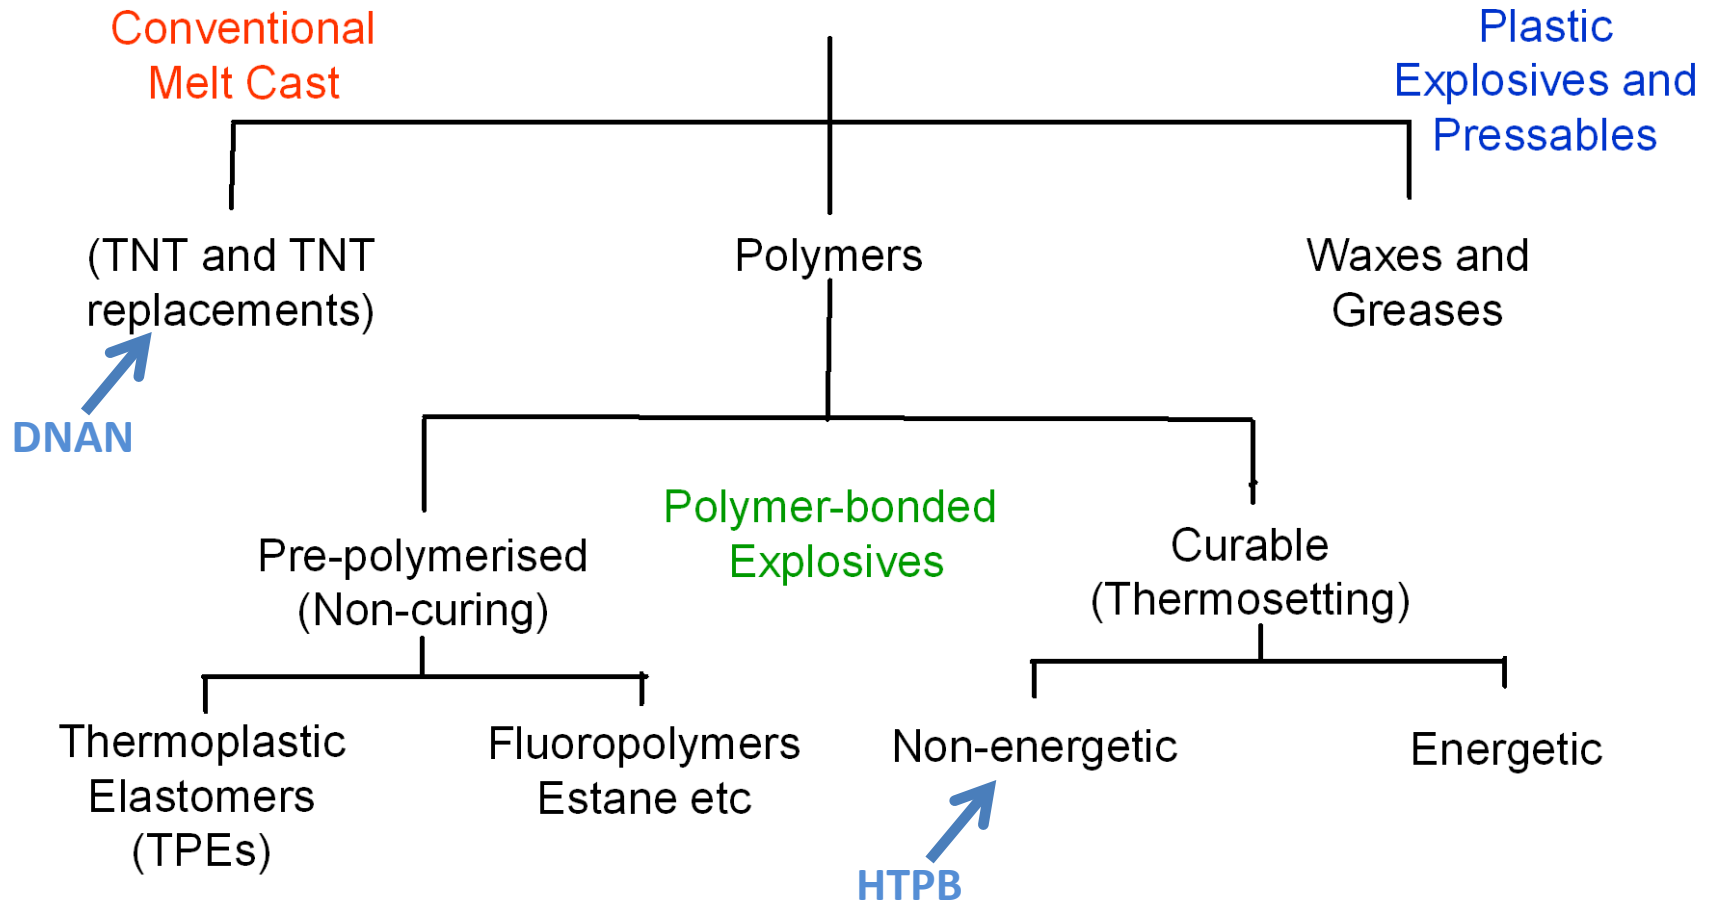 Conventional
Melt Cast
Plastic
Explosives and
Pressables
(TNT and TNT
replacements)
Polymers
Waxes and
Greases
DNAN
Polymer-bonded
Explosives
Pre-polymerised
(Non-curing)
Curable
(Thermosetting)
Thermoplastic
Elastomers
(TPEs)
Fluoropolymers
Estane etc
Non-energetic
Energetic
HTPB